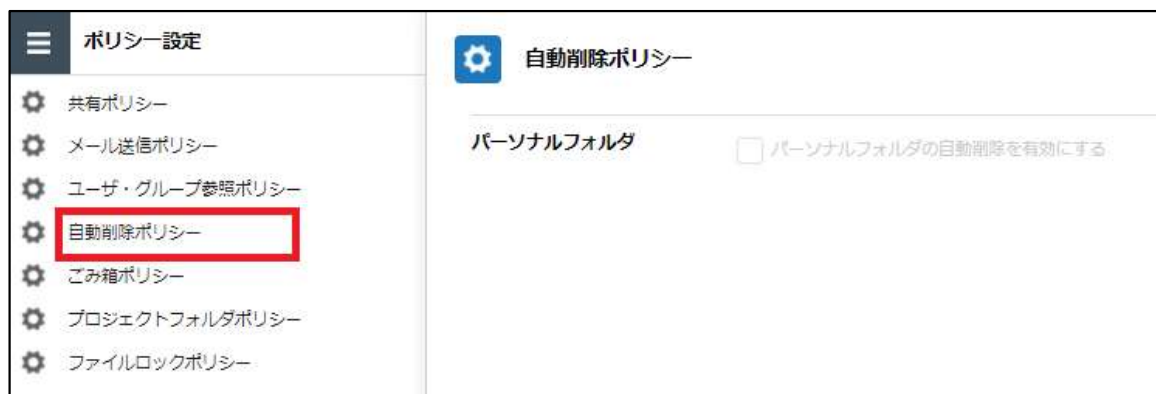 ポリシー設定
共有ポリシー
メール送信ポリシー
ユーザ・グループ参照ポリシー
自動削除ポリシー
ごみ箱ポリシー
プロジェクトフォルダポリシー
ファイルロックポリシー
自動削除ポリシー
パーソナルフォルダ
パーソナルフォルダの自動削除を有効にする